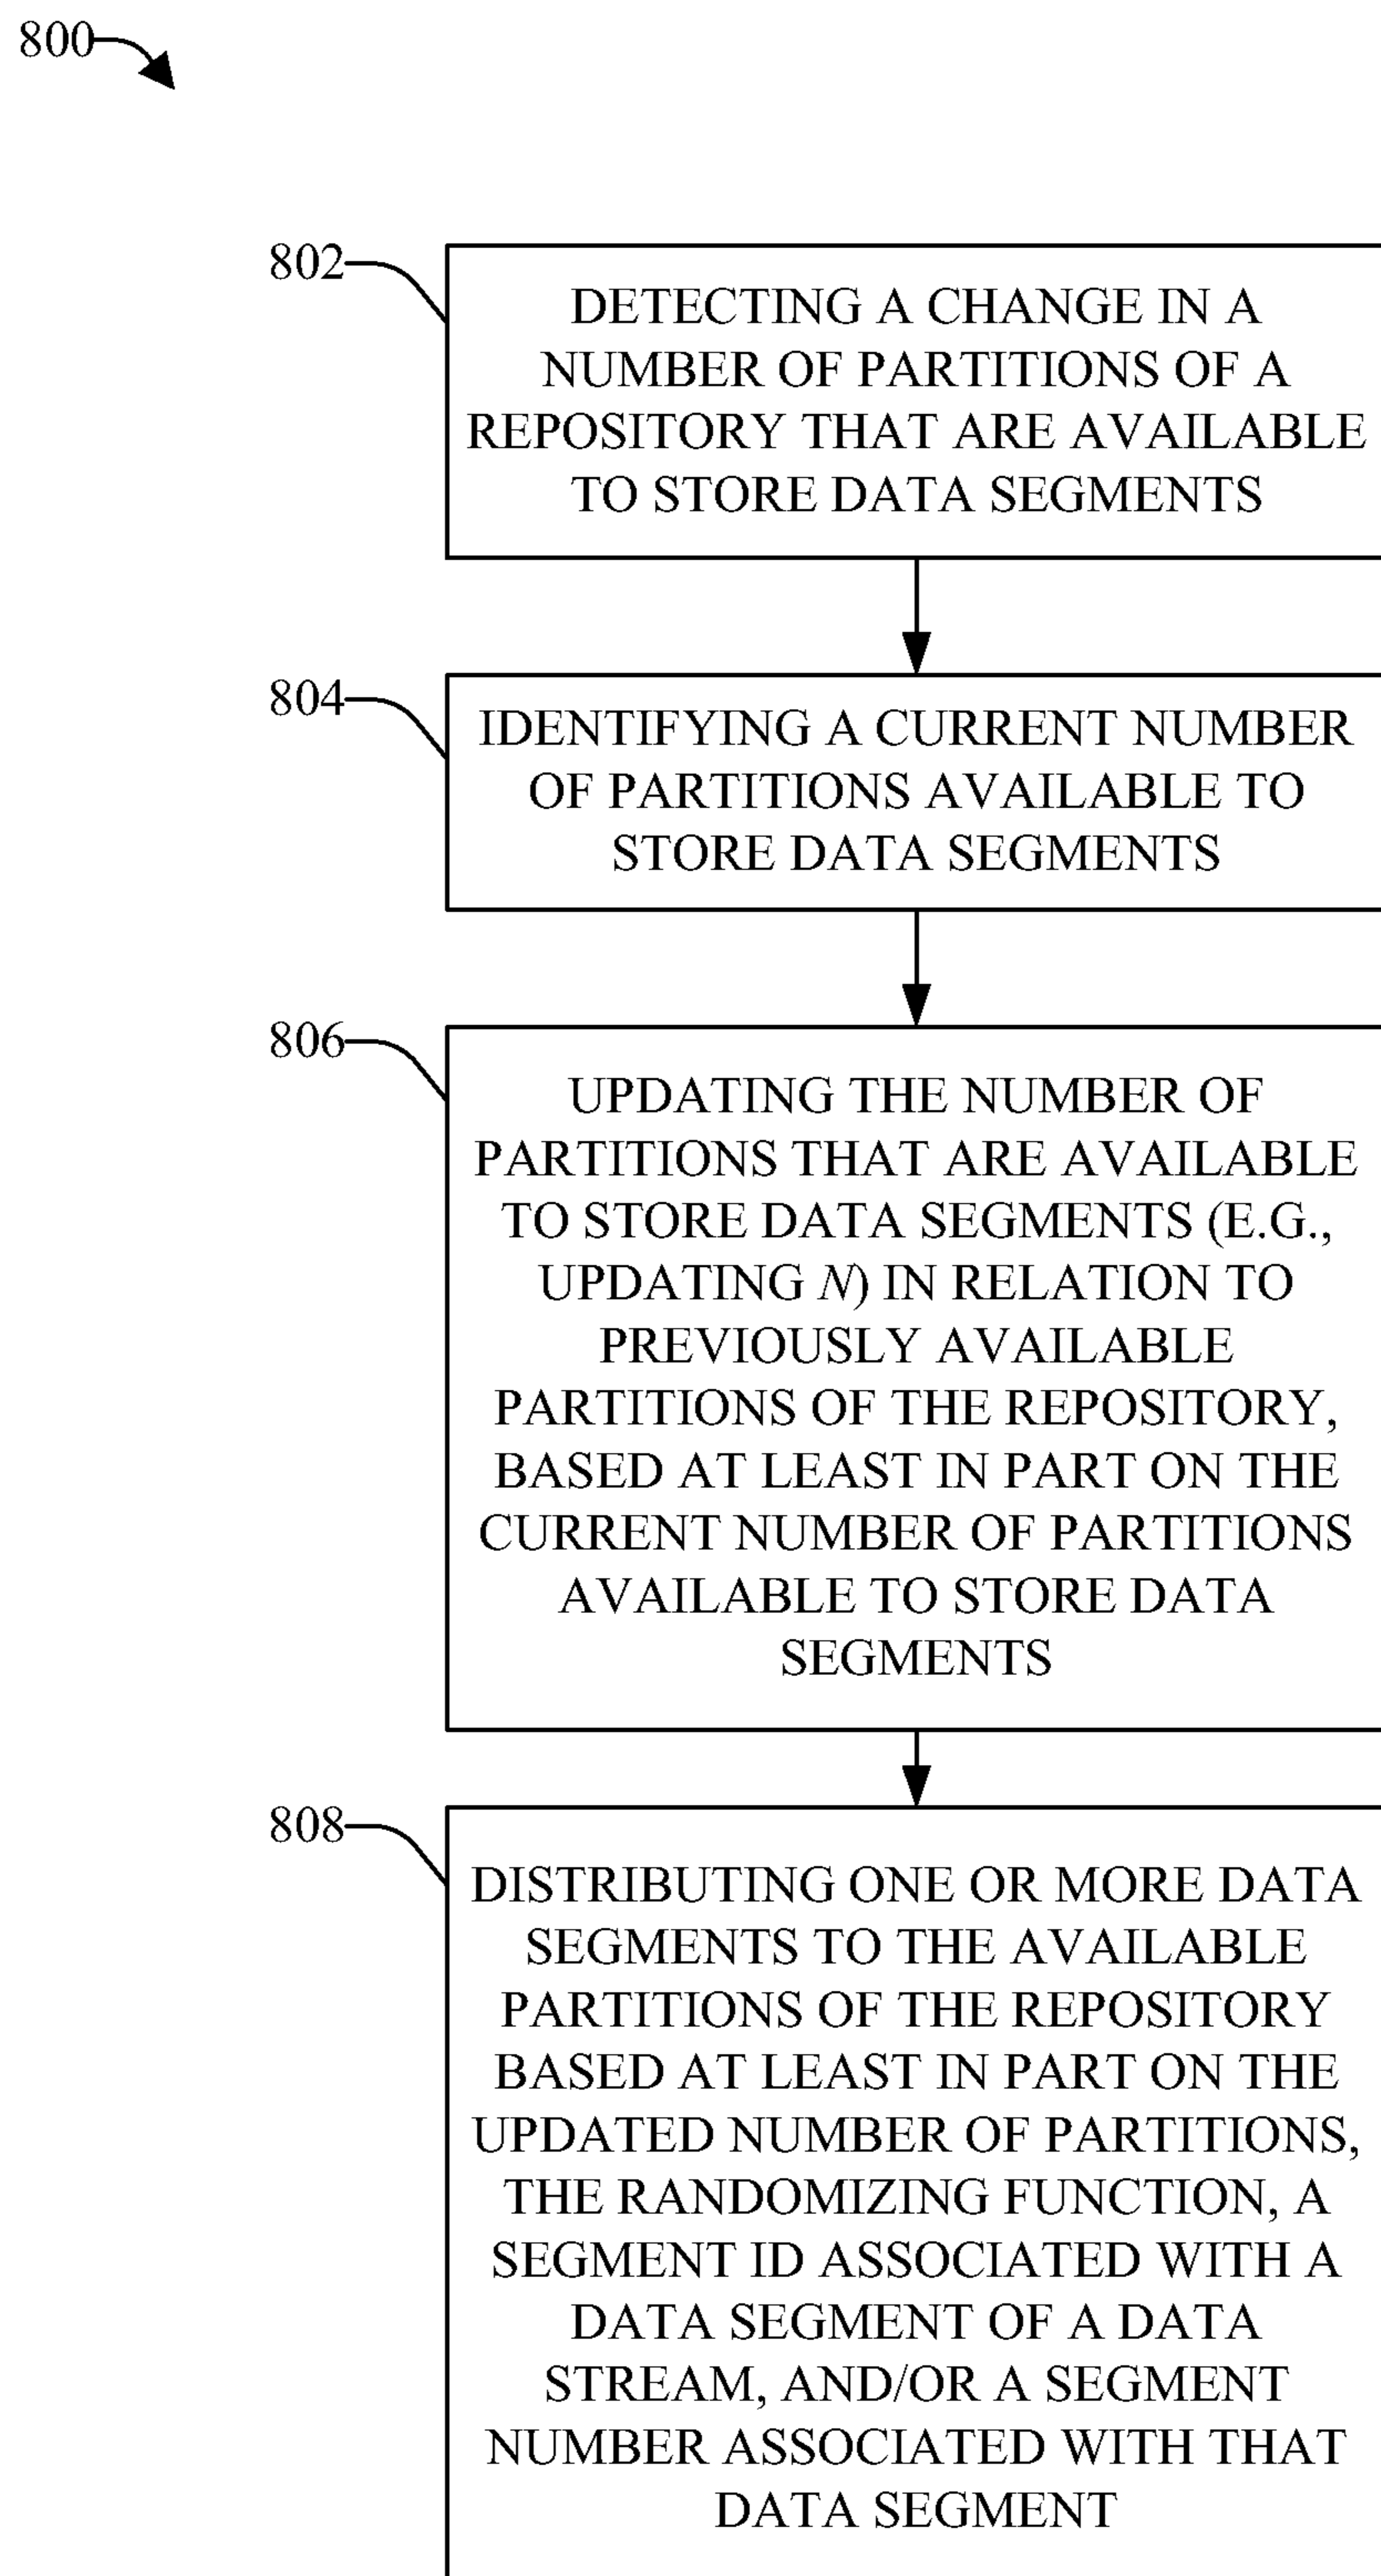 800
802
DETECTING A CHANGE IN A
NUMBER OF PARTITIONS OF A
REPOSITORY THAT ARE AVAILABLE
TO STORE DATA SEGMENTS
804
IDENTIFYING A CURRENT NUMBER
OF PARTITIONS AVAILABLE TO
STORE DATA SEGMENTS
806
UPDATING THE NUMBER OF
PARTITIONS THAT ARE AVAILABLE
TO STORE DATA SEGMENTS (E.G.,
UPDATING N) IN RELATION TO
PREVIOUSLY AVAILABLE
PARTITIONS OF THE REPOSITORY,
BASED AT LEAST IN PART ON THE
CURRENT NUMBER OF PARTITIONS
AVAILABLE TO STORE DATA
SEGMENTS
808
DISTRIBUTING ONE OR MORE DATA
SEGMENTS TO THE AVAILABLE
PARTITIONS OF THE REPOSITORY
BASED AT LEAST IN PART ON THE
UPDATED NUMBER OF PARTITIONS,
THE RANDOMIZING FUNCTION, A
SEGMENT ID ASSOCIATED WITH A
DATA SEGMENT OF A DATA
STREAM, AND/OR A SEGMENT
NUMBER ASSOCIATED WITH THAT
DATA SEGMENT